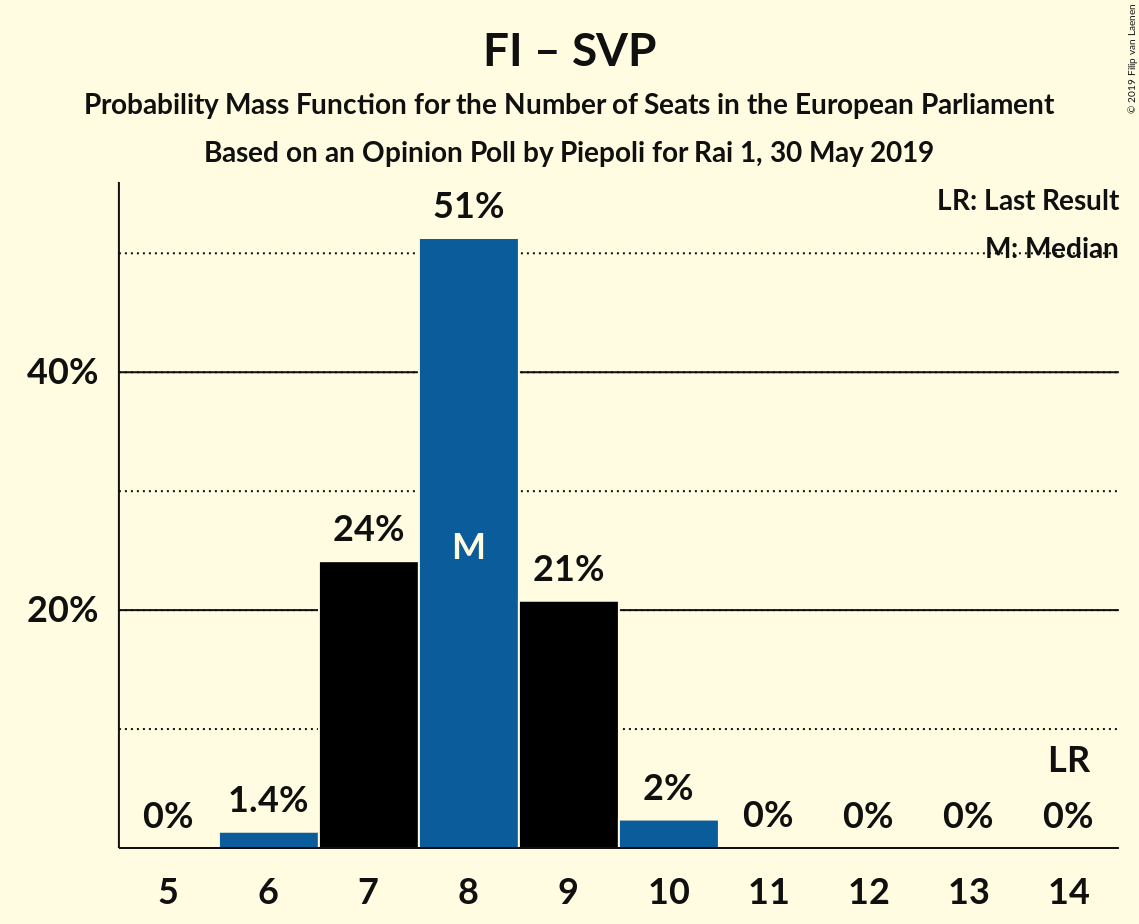 FI – SVP
Probability Mass Function for the Number of Seats in the European Parliament
Based on an Opinion Poll by Piepoli for Rai 1, 30 May 2019
© 2019 Filip van Laenen
LR: Last Result
M: Median
51%
40%
24%
M
21%
20%
LR
0%
1.4%
2%
0%
0%
0%
0%
5 6 7 8 9 10 11 12 13 14